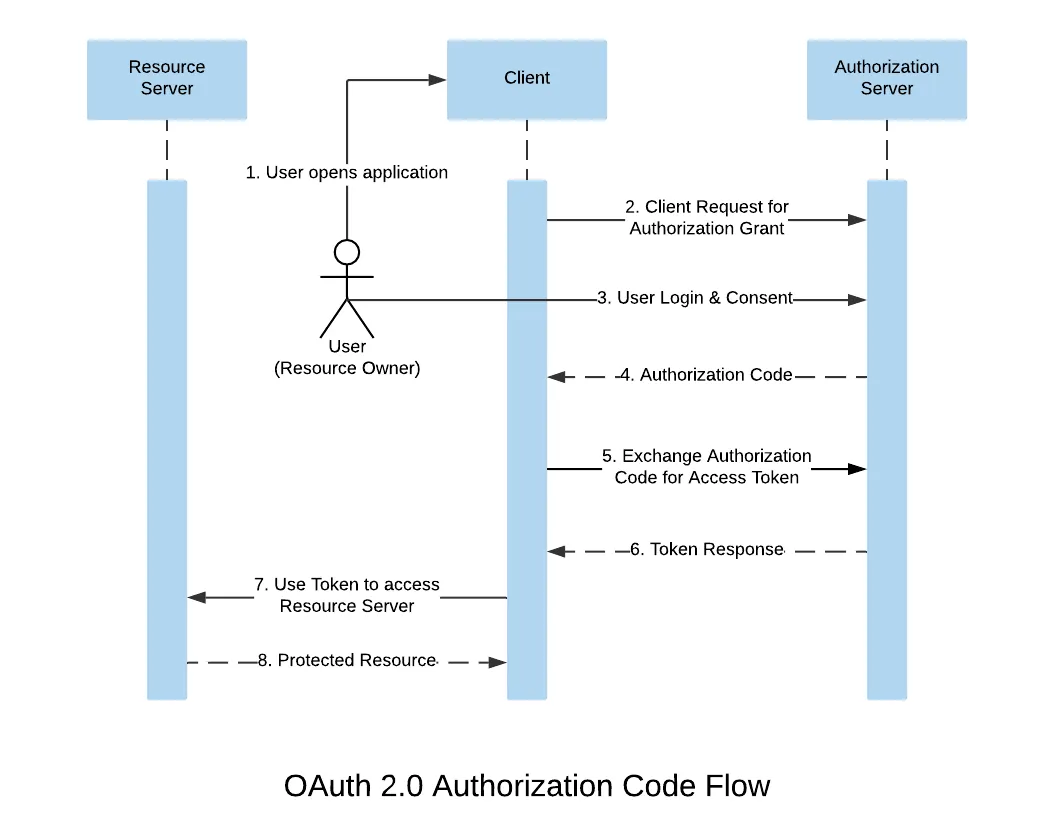 Resource
Server
Client
Authorization
Server
1. User opens application
2. Client Request for
Authorization Grant
3. User Login & Consent
User
(Resource Owner)
4. Authorization Code
5. Exchange Authorization
Code for Access Token
6. Token Response
7. Use Token to access
Resource Server
8. Protected Resource
OAuth 2.0 Authorization Code Flow